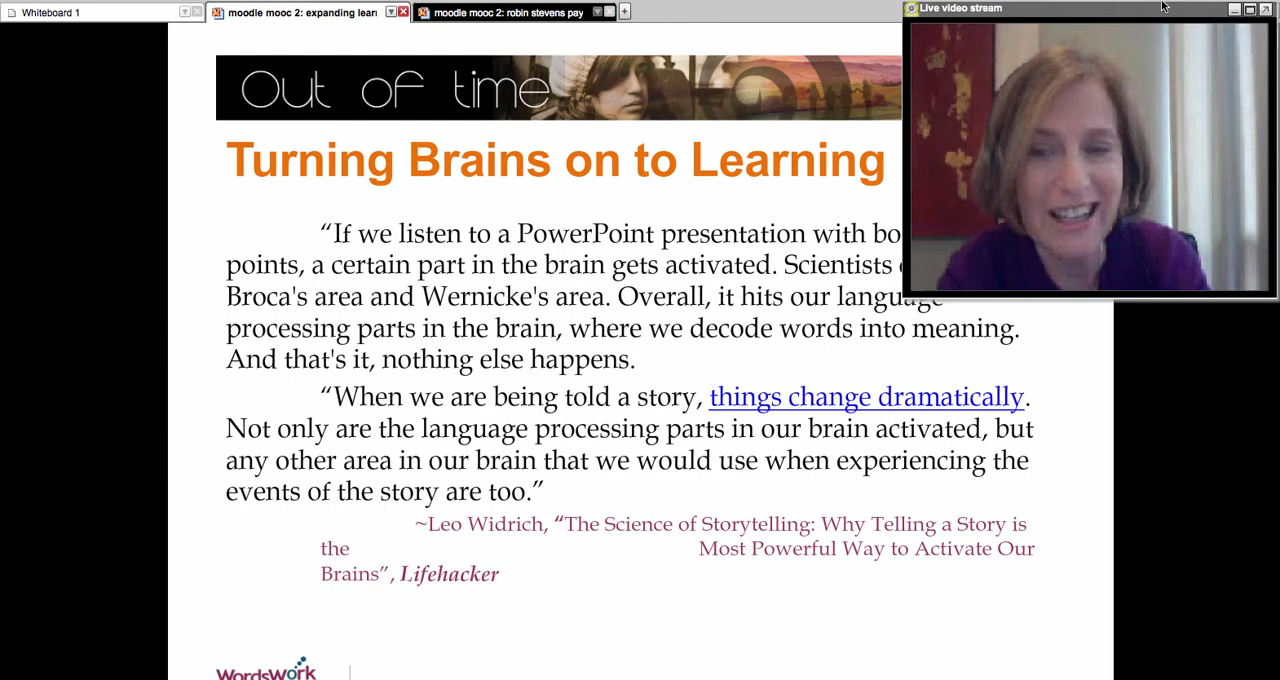 Whiteboard 1
moodle mooc 2: expanding learn
moodle mooc 2: robin stevens pay
Live video stream
Out of time
Turning Brains on to Learning
“If we listen to a PowerPoint presentation with bo
points, a certain part in the brain gets activated. Scientists
Broca's area and Wernicke's area. Overall, it hits our language
processing parts in the brain, where we decode words into meaning.
And that's it, nothing else happens.
“When we are being told a story, things change dramatically.
Not only are the language processing parts in our brain activated, but
any other area in our brain that we would use when experiencing the
events of the story are too.”
~Leo Widrich, “The Science of Storytelling: Why Telling a Story is
the Most Powerful Way to Activate Our
Brains”, Lifehacker
WordsWork